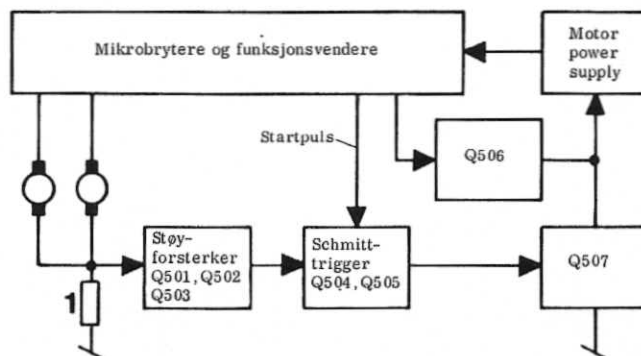 Mikrobrytere og funksjonsvendere
Motor
power
supply
Startpuls
Q506
Støy-
forsterker
Q501, Q502
Q503
Schmitt-
trigger
Q504, Q505
Q507
1